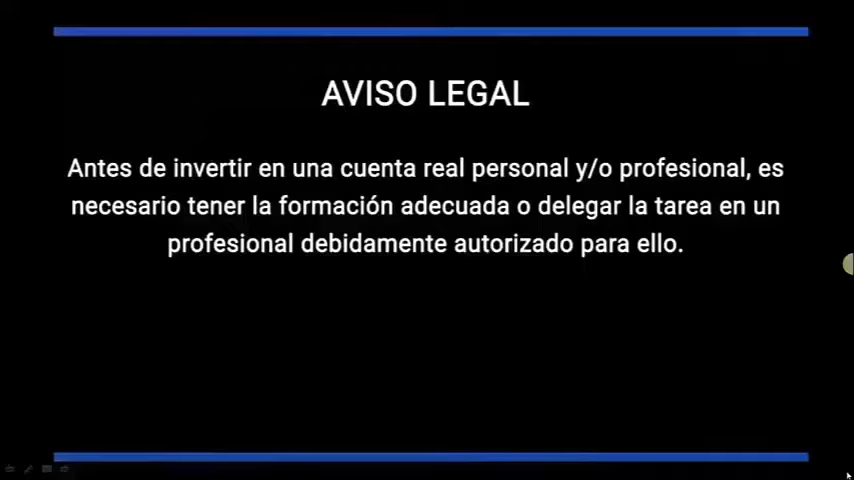 AVISO LEGAL
Antes de invertir en una cuenta real personal y/o profesional, es
necesario tener la formación adecuada o delegar la tarea en un
profesional debidamente autorizado para ello.